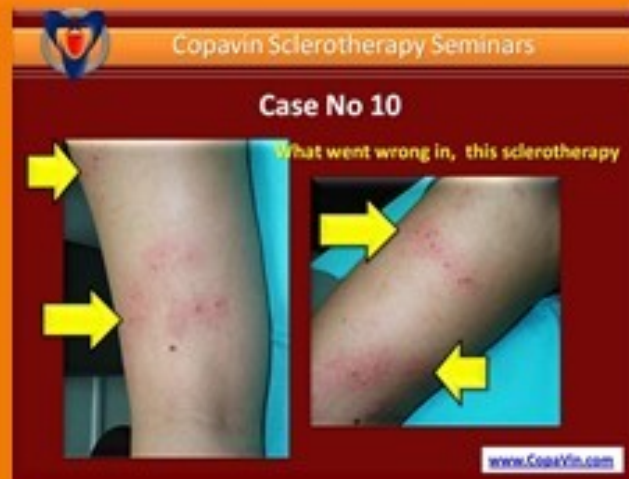 Copavin Sclerotherapy Seminars
Case No 10
What went wrong in, this sclerotherapy
www.CopaVin.com